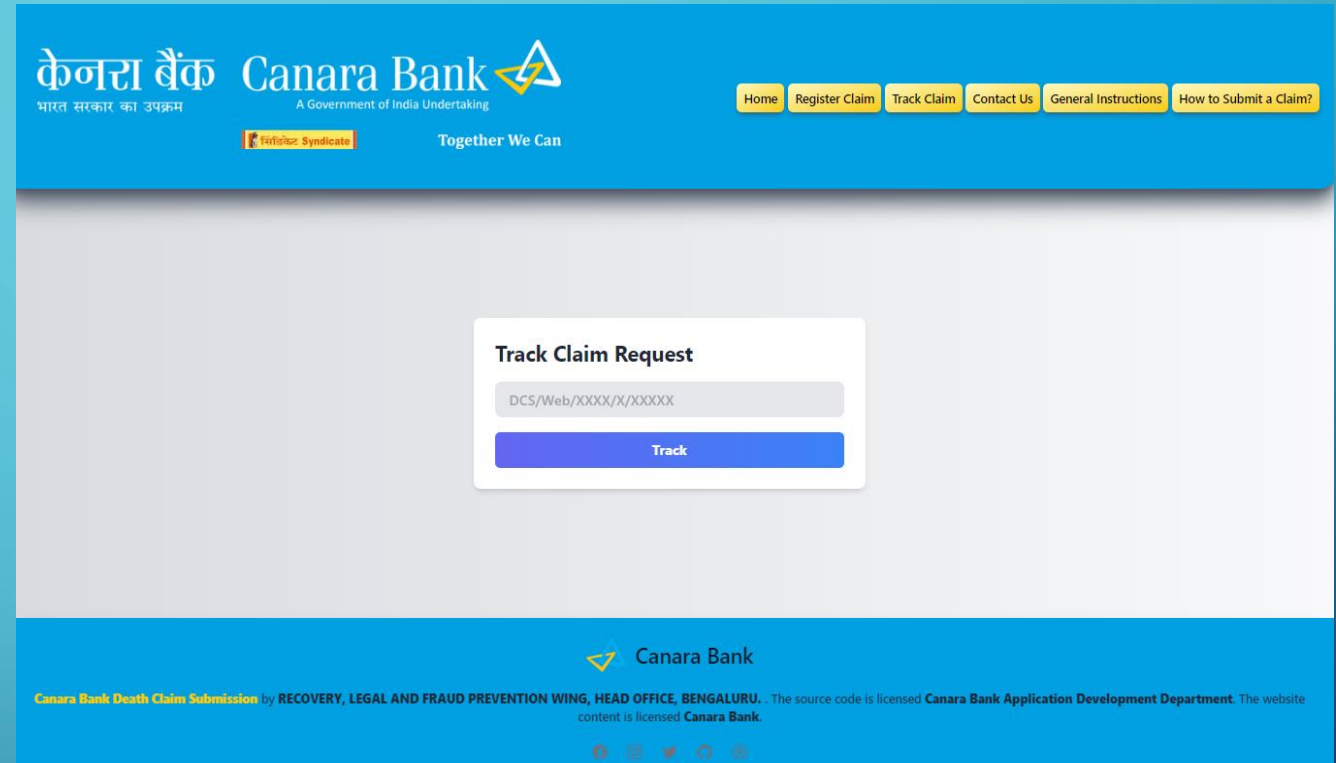 केनरा बैंक Canara Bank
भारत सरकार का उपक्रम A Government of India Undertaking
सिंडिकेट Syndicate Together We Can
Home Register Claim Track Claim Contact Us General Instructions How to Submit a Claim?
Track Claim Request
DCS/Web/XXXX/X/XXXXX
Track
Canara Bank
Canara Bank Death Claim Submission by RECOVERY, LEGAL AND FRAUD PREVENTION WING, HEAD OFFICE, BENGALURU. . The source code is licensed Canara Bank Application Development Department. The website
content is licensed Canara Bank.